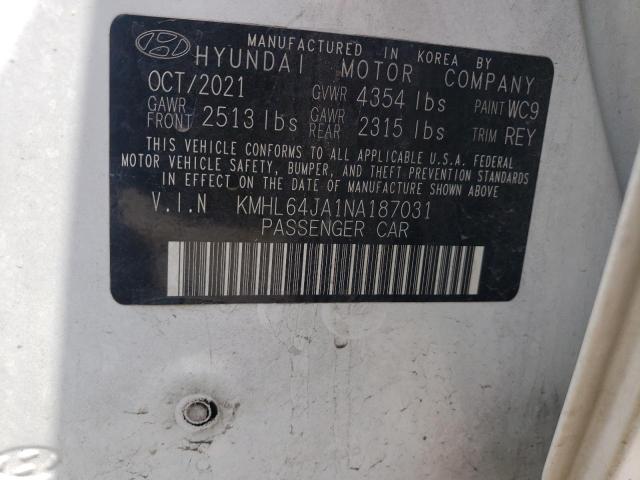 MANUFACTURED IN KOREA BY
HYUNDAI MOTOR COMPANY
OCT/2021 GVWR 4354 lbs PAINT WC9
GAWR FRONT 2513 lbs GAWR REAR 2315 lbs TRIM REY
THIS VEHICLE CONFORMS TO ALL APPLICABLE U.S.A. FEDERAL
MOTOR VEHICLE SAFETY, BUMPER, AND THEFT PREVENTION STANDARDS
IN EFFECT ON THE DATE OF MANUFACTURE SHOWN ABOVE
V.I.N KMHL64JA1NA187031
PASSENGER CAR